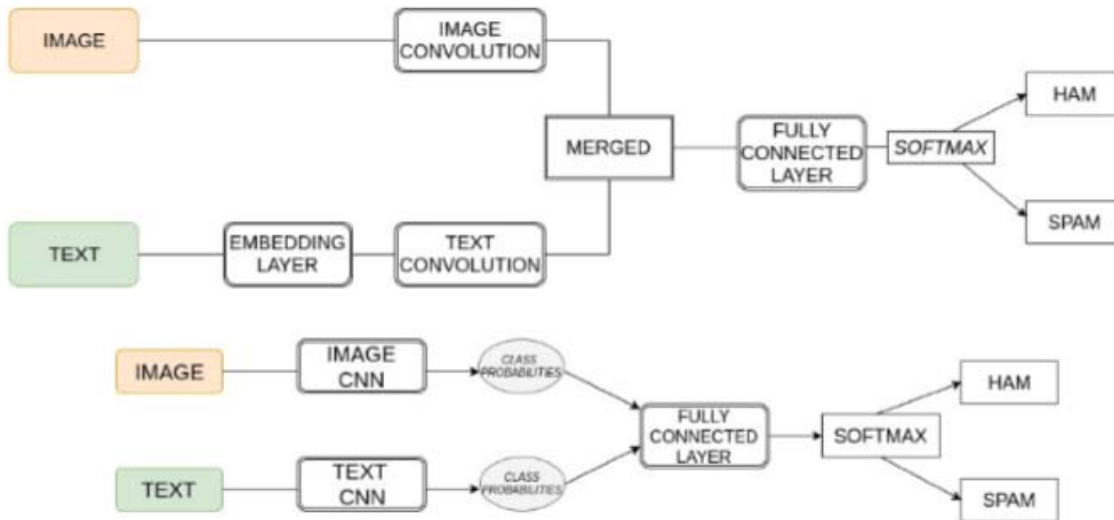 IMAGE
IMAGE
CONVOLUTION
MERGED
FULLY
CONNECTED
LAYER
SOFTMAX
HAM
SPAM
TEXT
EMBEDDING
LAYER
TEXT
CONVOLUTION
IMAGE
IMAGE
CNN
CLASS
PROBABILITIES
FULLY
CONNECTED
LAYER
SOFTMAX
HAM
SPAM
TEXT
TEXT
CNN
CLASS
PROBABILITIES